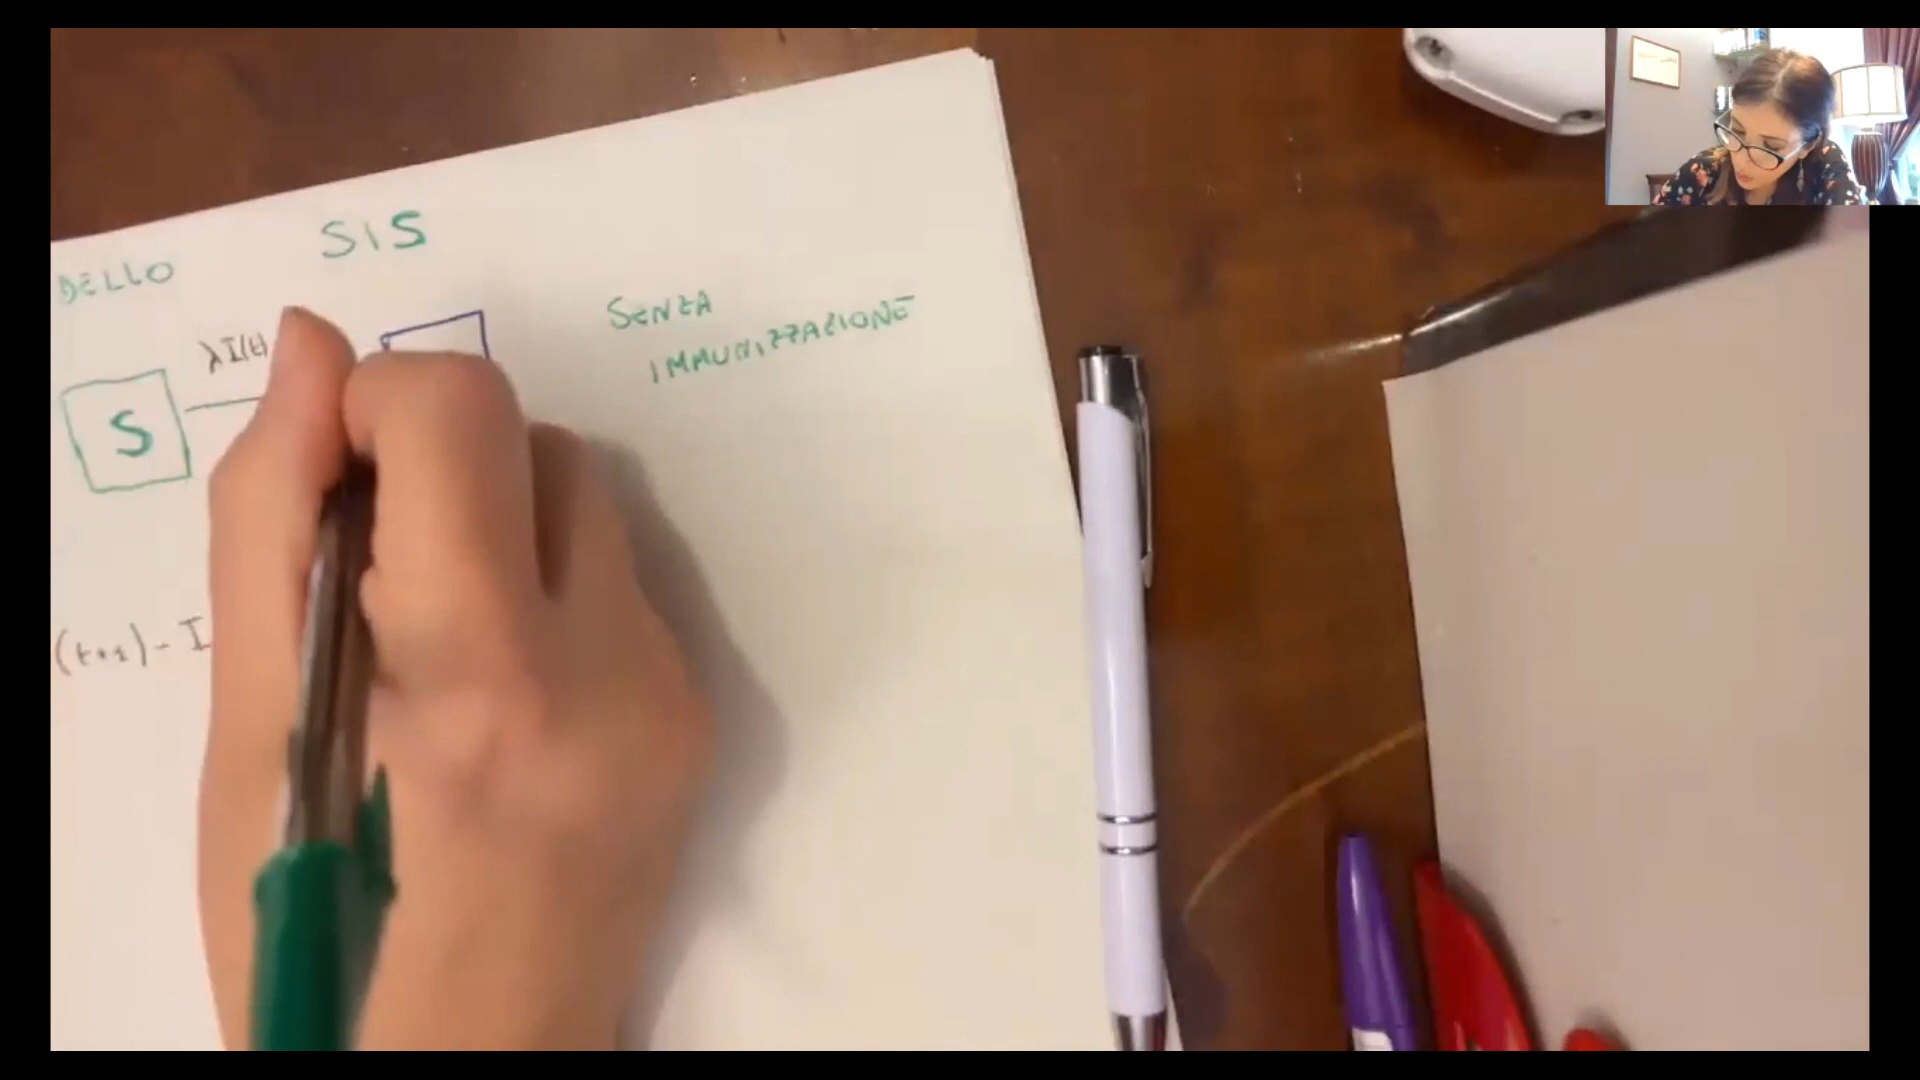 DELLO SIS
SENZA
IMMUNIZZAZIONE
λI(t)
S
(t+1) - I